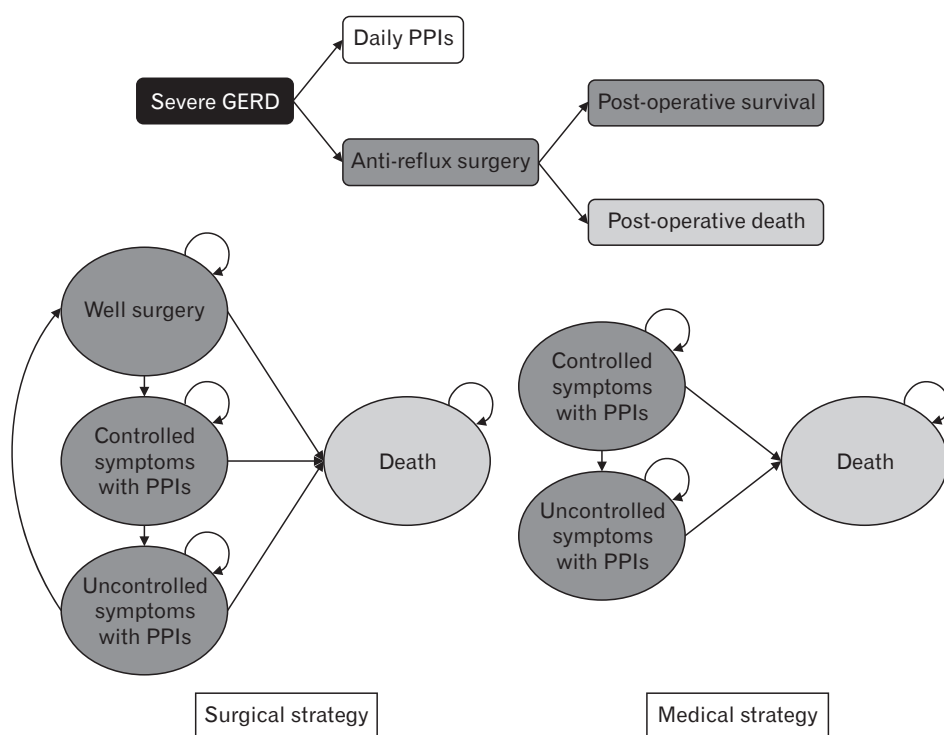 Daily PPIs
Severe GERD
Post-operative survival
Anti-reflux surgery
Post-operative death
Well surgery
Controlled
symptoms
with PPIs
Death
Uncontrolled
symptoms
with PPIs
Surgical strategy
Controlled
symptoms
with PPIs
Death
Uncontrolled
symptoms
with PPIs
Medical strategy